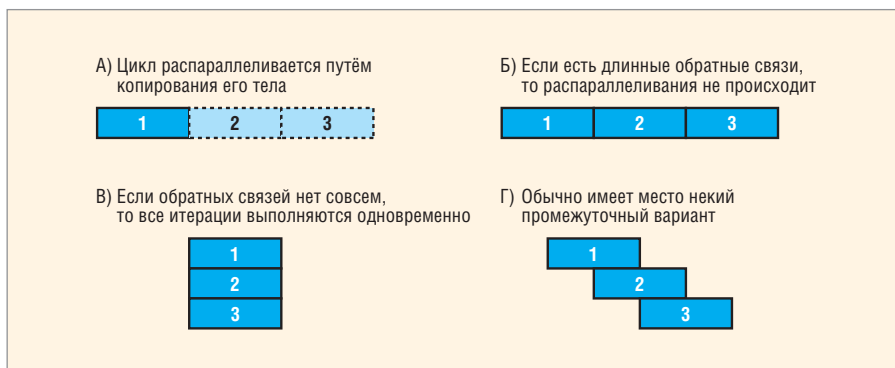 А) Цикл распараллеливается путём
копирования его тела
1 2 3
Б) Если есть длинные обратные связи,
то распараллеливания не происходит
1 2 3
В) Если обратных связей нет совсем,
то все итерации выполняются одновременно
1
2
3
Г) Обычно имеет место некий
промежуточный вариант
1
2
3